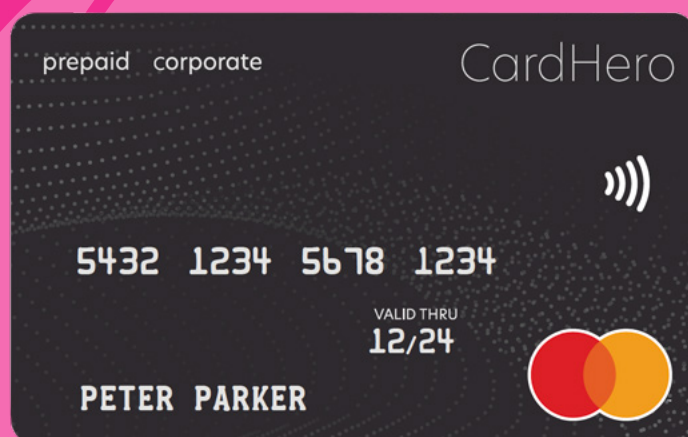 prepaid corporate
CardHero
5432 1234 5678 1234
VALID THRU
12/24
PETER PARKER